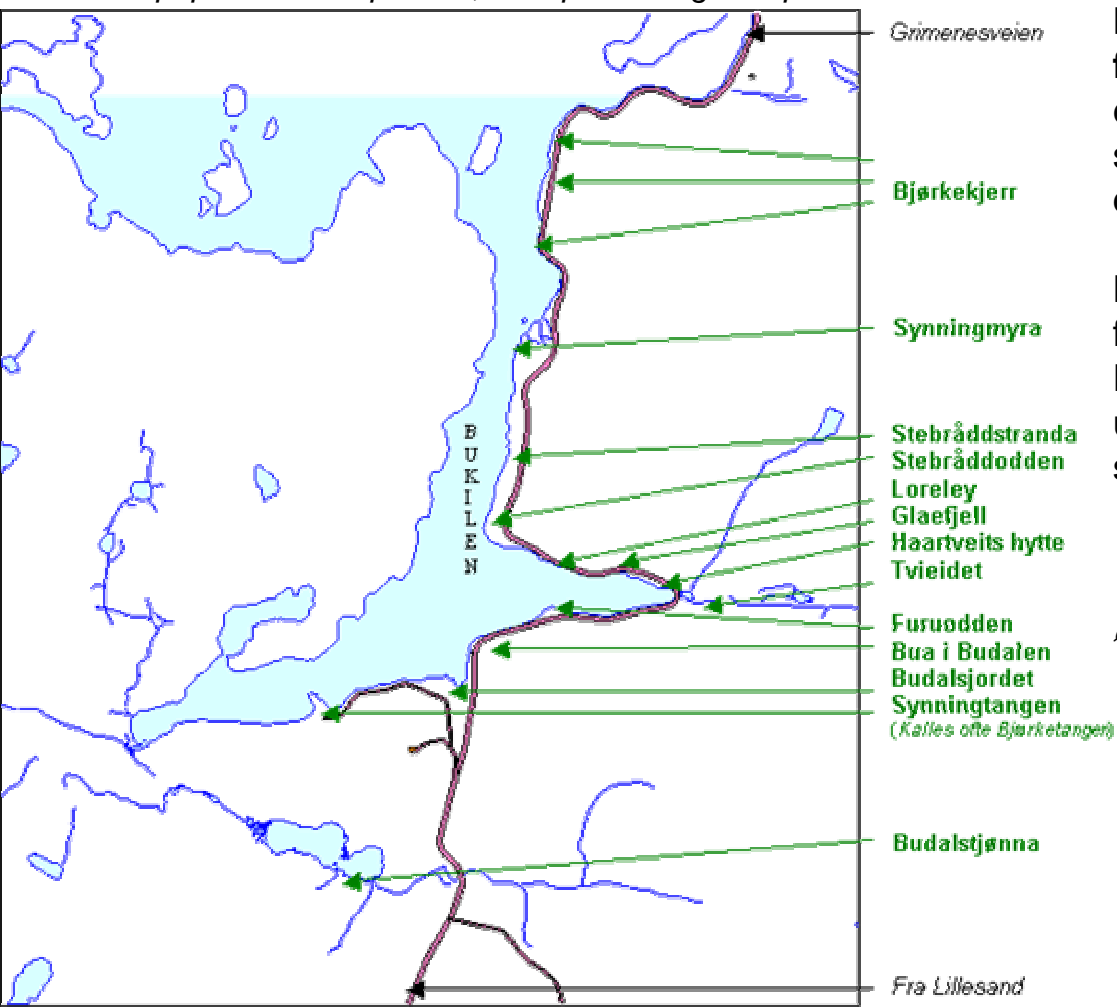 Grimenesveien
Bjørkekjerr
Synningmyra
BUKILEN
Stebråddstranda
Stebråddodden
Loreley
Glaefjell
Haartveits hytte
Tvieidet
Furuodden
Bua i Budalen
Budalsjordet
Synningtangen
(Kalles ofte Bjørketangen)
Budalstjønna
Fra Lillesand